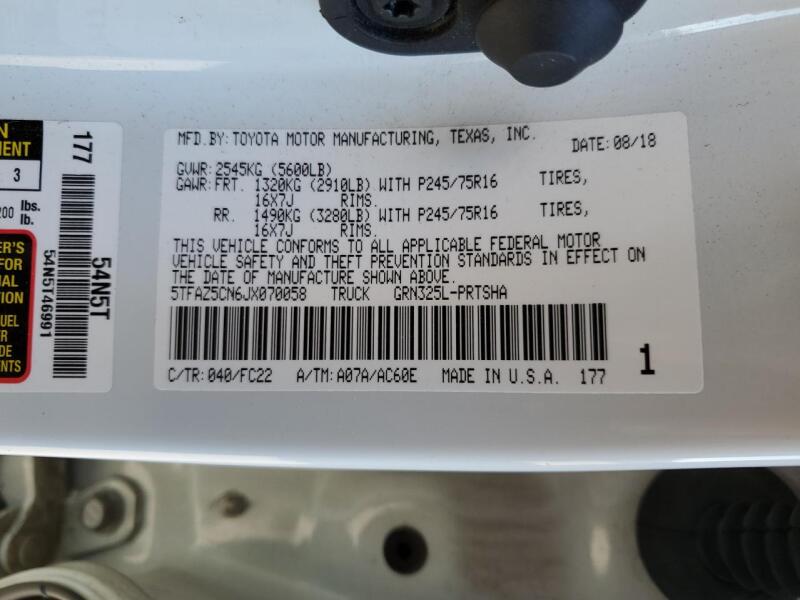 MFD.BY: TOYOTA MOTOR MANUFACTURING, TEXAS, INC. DATE: 08/18
GVWR: 2545KG (5600LB)
GAWR: FRT. 1320KG (2910LB) WITH P245/75R16 TIRES,
16X7J RIMS.
RR. 1490KG (3280LB) WITH P245/75R16 TIRES,
16X7J RIMS.
THIS VEHICLE CONFORMS TO ALL APPLICABLE FEDERAL MOTOR
VEHICLE SAFETY AND THEFT PREVENTION STANDARDS IN EFFECT ON
THE DATE OF MANUFACTURE SHOWN ABOVE.
5TFAZ5CN6JX070058 TRUCK GRN325L-PRTSHA
C/TR: 040/FC22 A/TM: A07A/AC60E MADE IN U.S.A. 177 1
177
54N5T
54N5T46991
3
lbs.
lb.